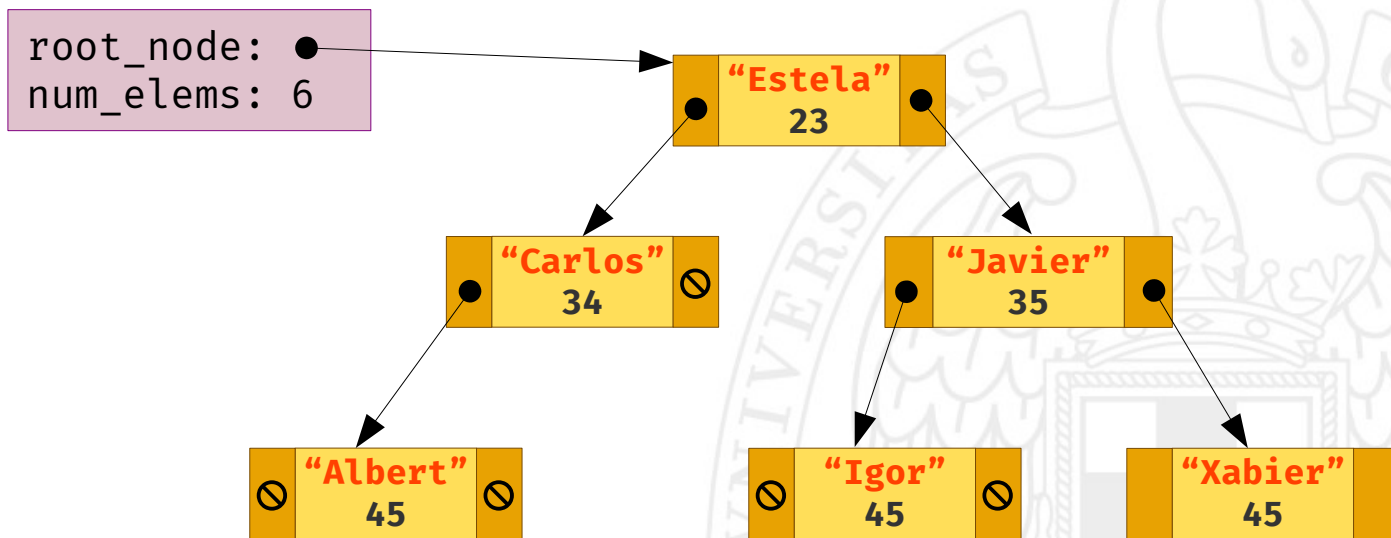 root_node:
num_elems: 6
“Estela”
23
“Carlos”
34
“Javier”
35
“Albert”
45
“Igor”
45
“Xabier”
45